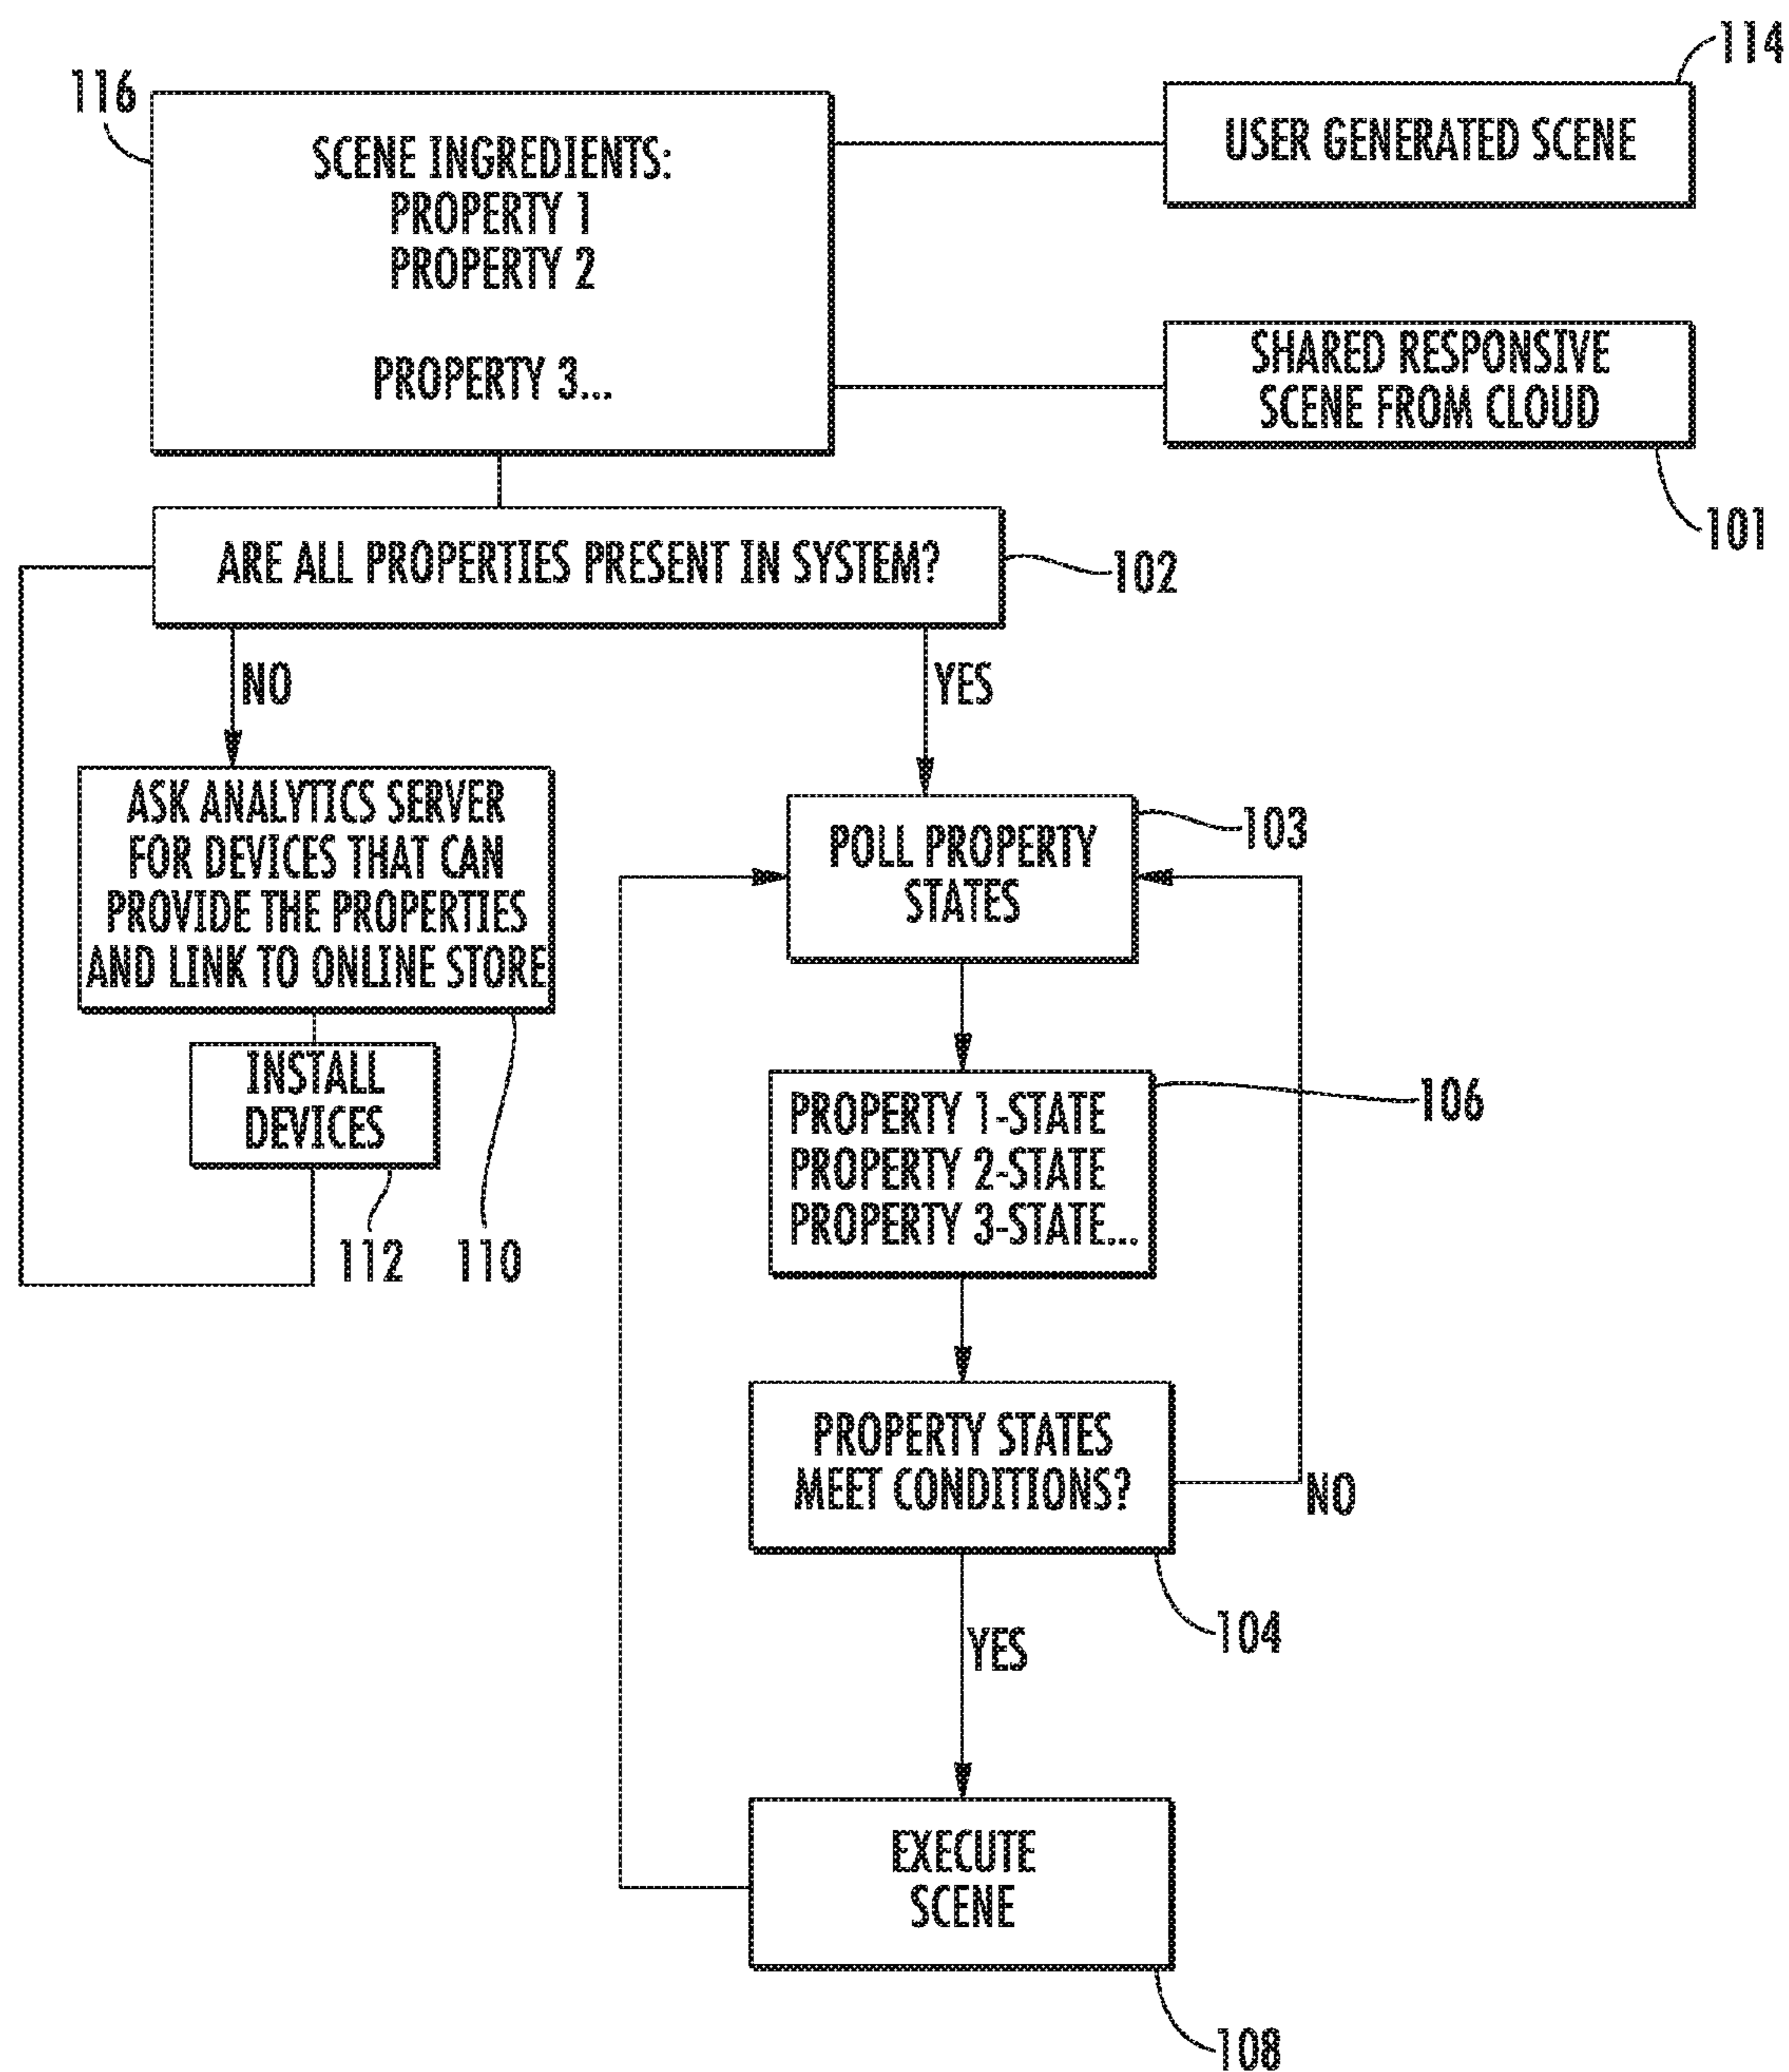 114
116
SCENE INGREDIENTS:
PROPERTY 1
PROPERTY 2
PROPERTY 3...
USER GENERATED SCENE
SHARED RESPONSIVE
SCENE FROM CLOUD
101
ARE ALL PROPERTIES PRESENT IN SYSTEM?
102
NO
YES
ASK ANALYTICS SERVER
FOR DEVICES THAT CAN
PROVIDE THE PROPERTIES
AND LINK TO ONLINE STORE
POLL PROPERTY
STATES
103
INSTALL
DEVICES
112
110
PROPERTY 1-STATE
PROPERTY 2-STATE
PROPERTY 3-STATE...
106
PROPERTY STATES
MEET CONDITIONS?
NO
104
YES
EXECUTE
SCENE
108